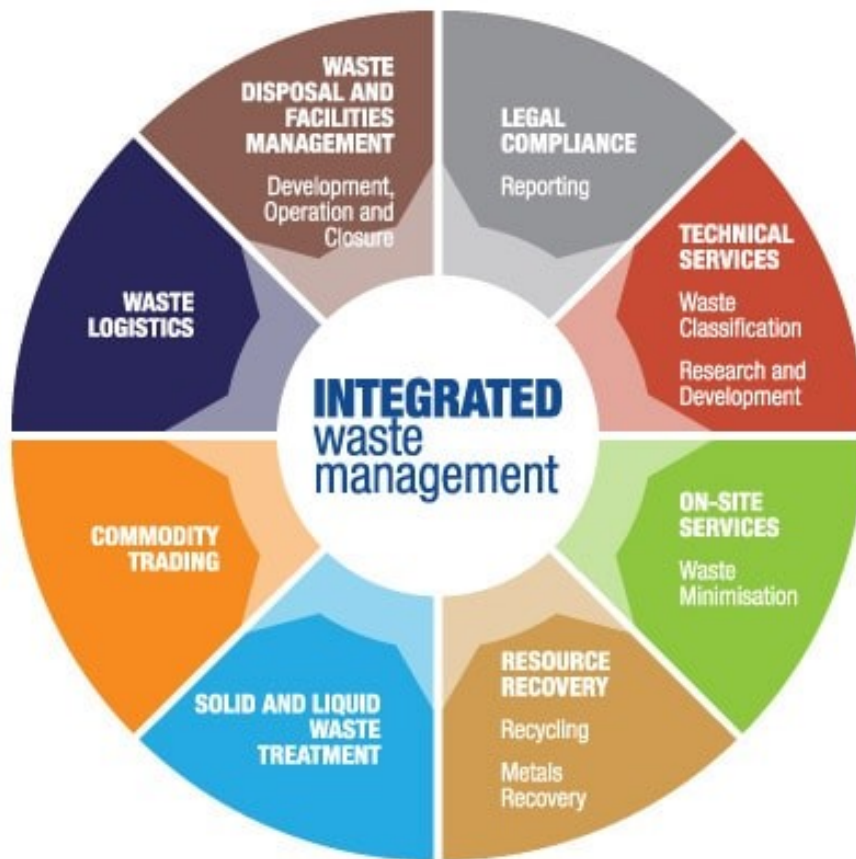 INTEGRATED
waste
management
LEGAL
COMPLIANCE
Reporting
TECHNICAL
SERVICES
Waste
Classification
Research and
Development
ON-SITE
SERVICES
Waste
Minimisation
RESOURCE
RECOVERY
Recycling
Metals
Recovery
SOLID AND LIQUID
WASTE
TREATMENT
COMMODITY
TRADING
WASTE
LOGISTICS
WASTE
DISPOSAL AND
FACILITIES
MANAGEMENT
Development,
Operation and
Closure